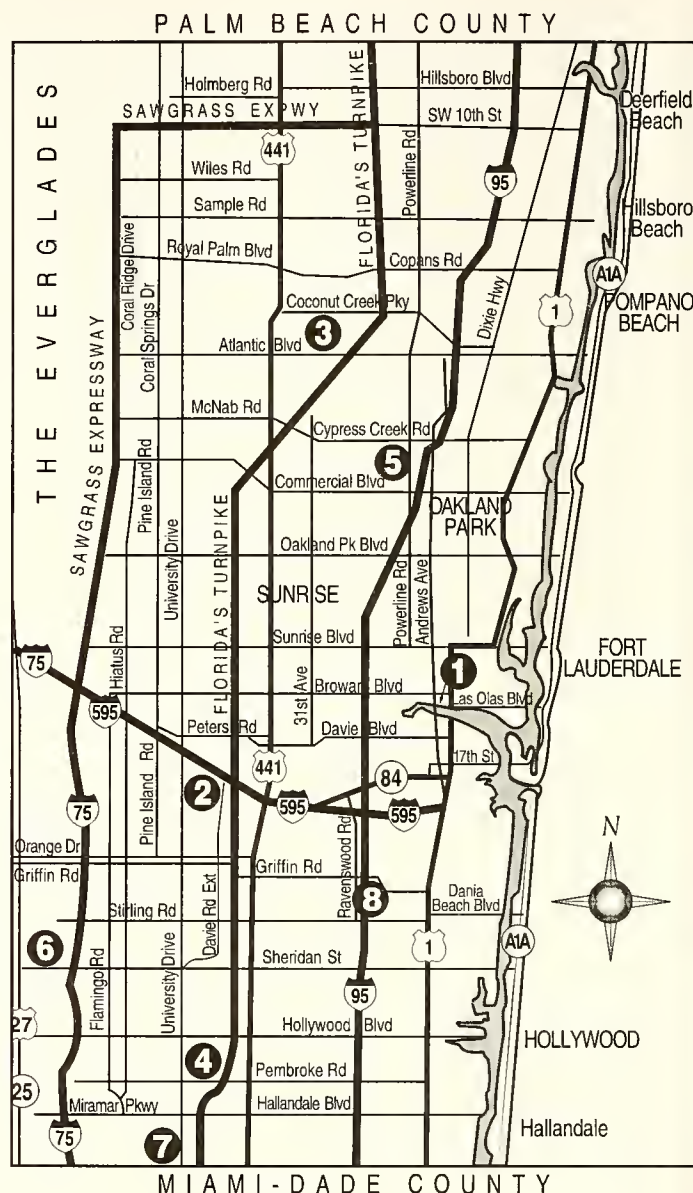 PALM BEACH COUNTY
Holmberg Rd
Hillsboro Blvd
Deerfield
Beach
SAWGRASS EXPWY
SW 10th St
441
FLORIDA'S TURNPIKE
Powerline Rd
95
THE EVERGLADES
Wiles Rd
Sample Rd
Hillsboro
Beach
Coral Ridge Drive
Coral Springs Dr
Royal Palm Blvd
Copans Rd
A1A
Dixie Hwy
1
POMPANO
BEACH
Coconut Creek Pky
3
Atlantic Blvd
SAWGRASS EXPRESSWAY
McNab Rd
Cypress Creek Rd
5
Pine Island Rd
Commercial Blvd
OAKLAND
PARK
University Drive
FLORIDA'S TURNPIKE
Oakland Pk Blvd
Powerline Rd
Andrews Ave
SUNRISE
Hiatus Rd
Sunrise Blvd
FORT
LAUDERDALE
75
1
595
31st Ave
Broward Blvd
Las Olas Blvd
Peters Rd
Davie Blvd
17th St
Pine Island Rd
441
84
2
595
595
75
Orange Dr
Griffin Rd
Griffin Rd
Ravenswood Rd
N
Davie Rd Ext
8
Dania
Beach Blvd
Stirling Rd
6
1
A1A
Flamingo Rd
University Drive
Sheridan St
95
27
Hollywood Blvd
HOLLYWOOD
4
Pembroke Rd
25
Miramar Pkwy
Hallandale Blvd
75
7
Hallandale
MIAMI-DADE COUNTY